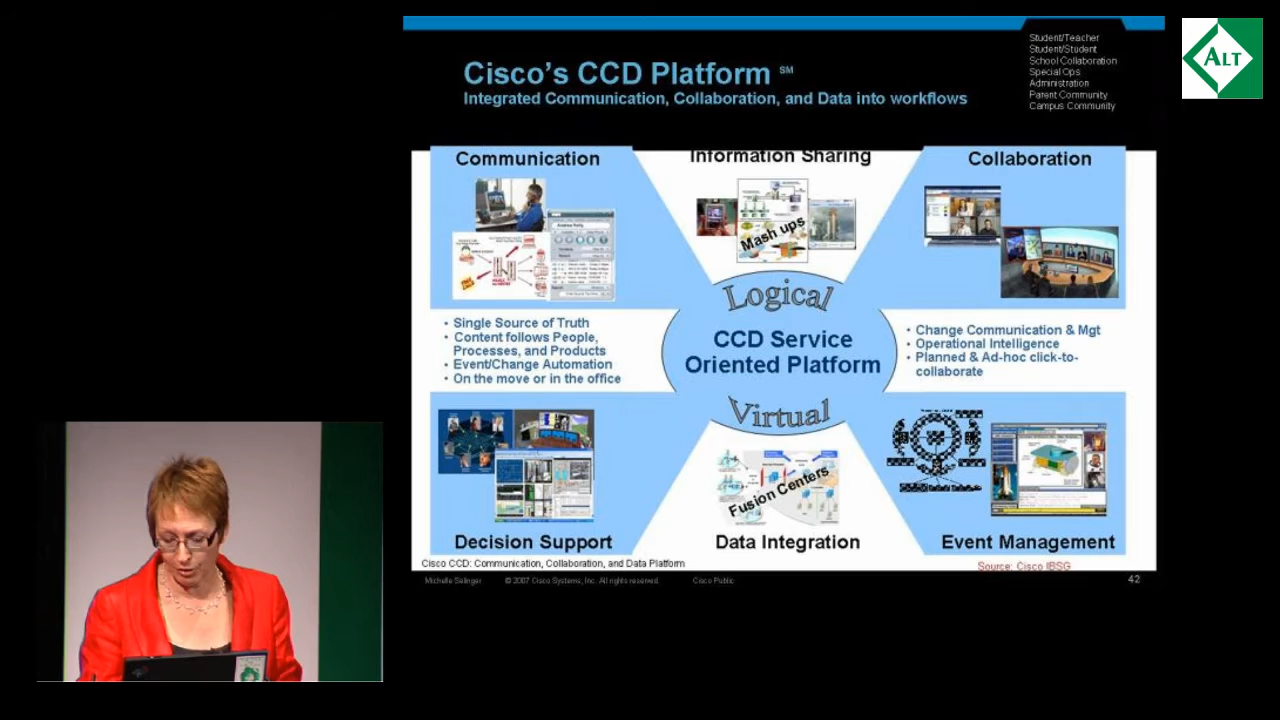 Student/Teacher
Student/Student
School Collaboration
Special Ops
Administration
Parent Community
Campus Community
ALT
Cisco's CCD Platform SM
Integrated Communication, Collaboration, and Data into workflows
Communication
Information Sharing
Collaboration
Mash ups
Logical
CCD Service
Oriented Platform
Virtual
• Single Source of Truth
• Content follows People,
Processes, and Products
• Event/Change Automation
• On the move or in the office
• Change Communication & Mgt
• Operational Intelligence
• Planned & Ad-hoc click-to-
collaborate
Fusion Centers
Decision Support
Data Integration
Event Management
Cisco CCD: Communication, Collaboration, and Data Platform
Source: Cisco IBSG
Michelle Selinger
© 2007 Cisco Systems, Inc. All rights reserved.
Cisco Public
42